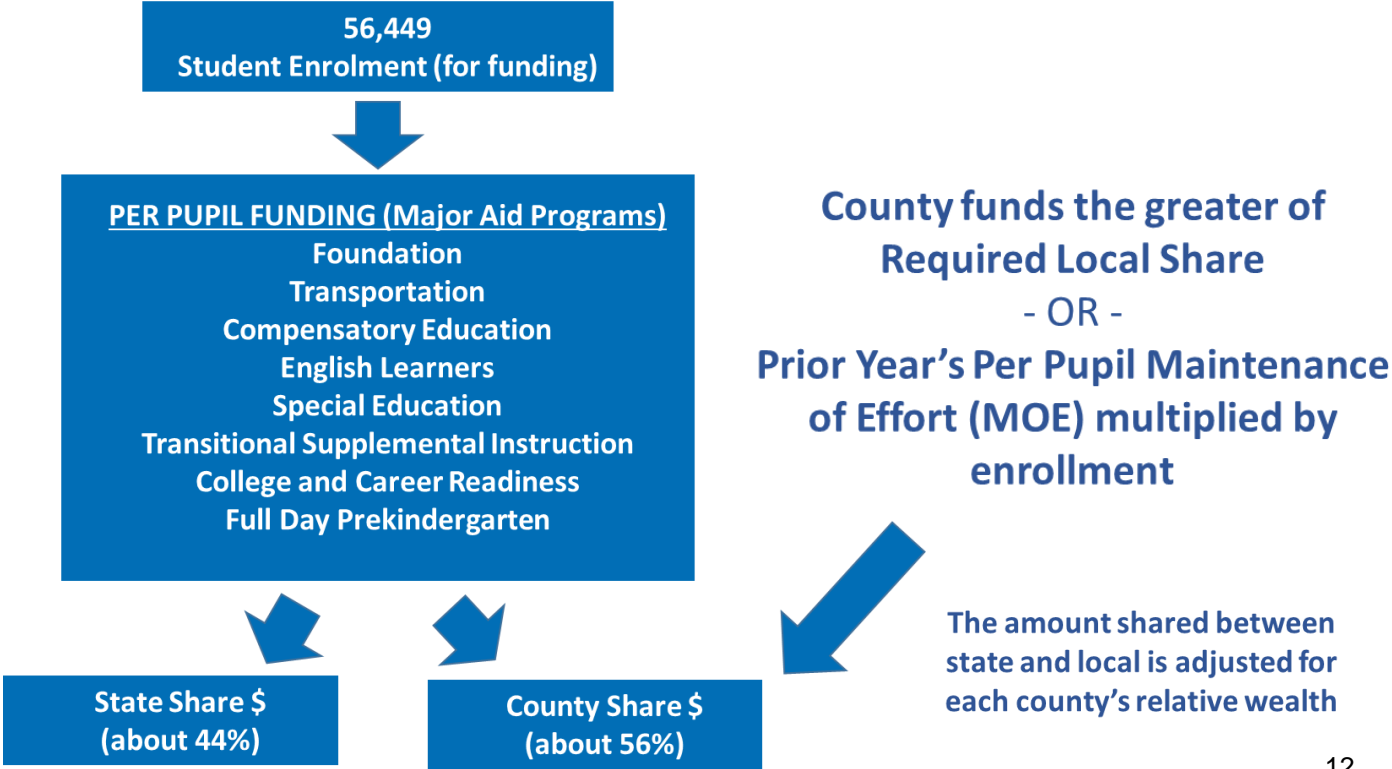 56,449
Student Enrolment (for funding)
PER PUPIL FUNDING (Major Aid Programs)
Foundation
Transportation
Compensatory Education
English Learners
Special Education
Transitional Supplemental Instruction
College and Career Readiness
Full Day Prekindergarten
County funds the greater of
Required Local Share
- OR -
Prior Year’s Per Pupil Maintenance
of Effort (MOE) multiplied by
enrollment
The amount shared between
state and local is adjusted for
each county’s relative wealth
State Share $
(about 44%)
County Share $
(about 56%)
12